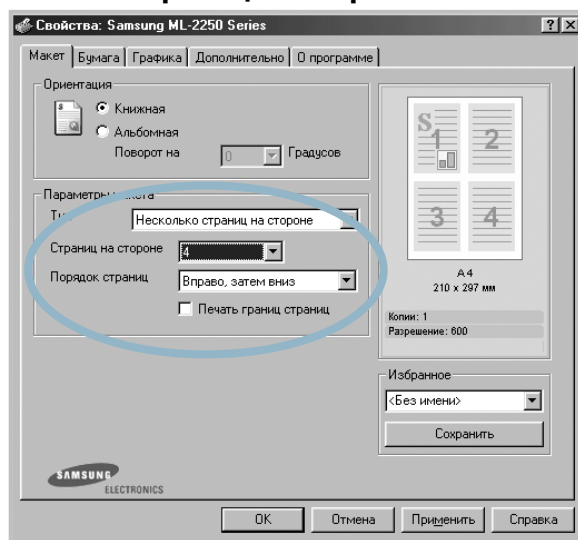 Свойства: Samsung ML-2250 Series
Макет Бумага Графика Дополнительно О программе
Ориентация
Книжная
Альбомная
Поворот на 0 Градусов
S
1 2
3 4
A4
210 x 297 мм
Копии: 1
Разрешение: 600
Параметры макета
Несколько страниц на стороне
Страниц на стороне 4
Порядок страниц Вправо, затем вниз
Печать границ страниц
Избранное
<Без имени>
Сохранить
SAMSUNG
ELECTRONICS
OK Отмена Применить Справка